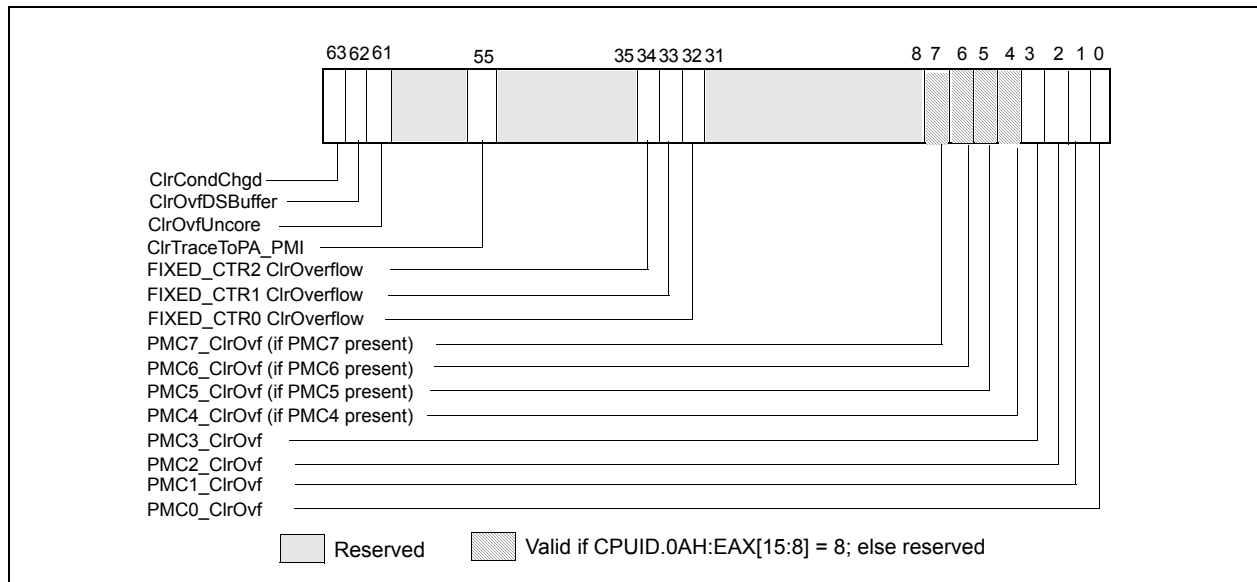 63 62 61 55 35 34 33 32 31 8 7 6 5 4 3 2 1 0
ClrCondChgd
ClrOvfDSBuffer
ClrOvfUncore
ClrTraceToPA_PMI
FIXED_CTR2 ClrOverflow
FIXED_CTR1 ClrOverflow
FIXED_CTR0 ClrOverflow
PMC7_ClrOvf (if PMC7 present)
PMC6_ClrOvf (if PMC6 present)
PMC5_ClrOvf (if PMC5 present)
PMC4_ClrOvf (if PMC4 present)
PMC3_ClrOvf
PMC2_ClrOvf
PMC1_ClrOvf
PMC0_ClrOvf
Reserved Valid if CPUID.0AH:EAX[15:8] = 8; else reserved